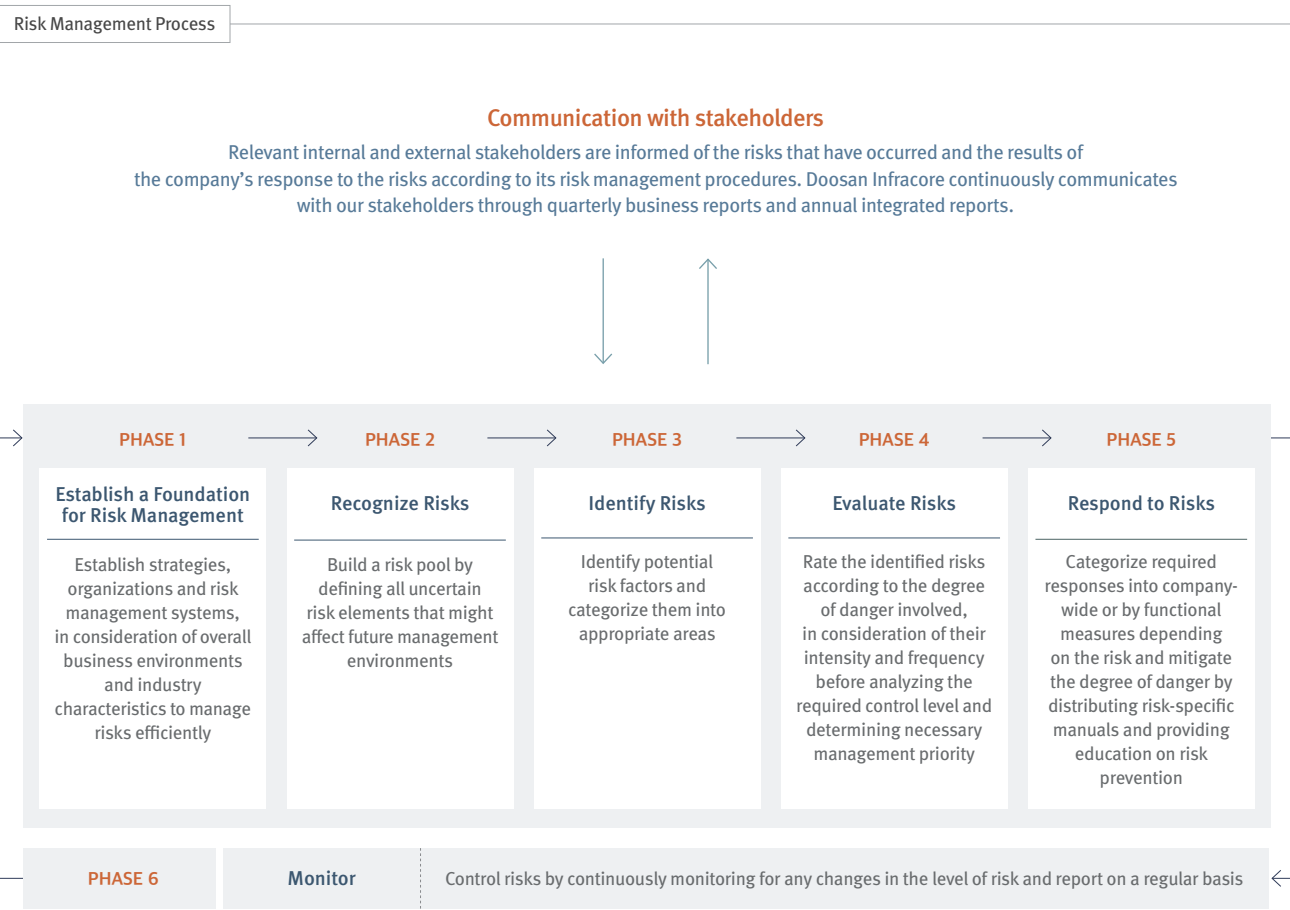 Risk Management Process
Communication with stakeholders
Relevant internal and external stakeholders are informed of the risks that have occurred and the results of
the company’s response to the risks according to its risk management procedures. Doosan Infracore continuously communicates
with our stakeholders through quarterly business reports and annual integrated reports.
PHASE 1
Establish a Foundation
for Risk Management
Establish strategies,
organizations and risk
management systems,
in consideration of overall
business environments
and industry
characteristics to manage
risks efficiently
PHASE 2
Recognize Risks
Build a risk pool by
defining all uncertain
risk elements that might
affect future management
environments
PHASE 3
Identify Risks
Identify potential
risk factors and
categorize them into
appropriate areas
PHASE 4
Evaluate Risks
Rate the identified risks
according to the degree
of danger involved,
in consideration of their
intensity and frequency
before analyzing the
required control level and
determining necessary
management priority
PHASE 5
Respond to Risks
Categorize required
responses into company-
wide or by functional
measures depending
on the risk and mitigate
the degree of danger by
distributing risk-specific
manuals and providing
education on risk
prevention
PHASE 6
Monitor
Control risks by continuously monitoring for any changes in the level of risk and report on a regular basis